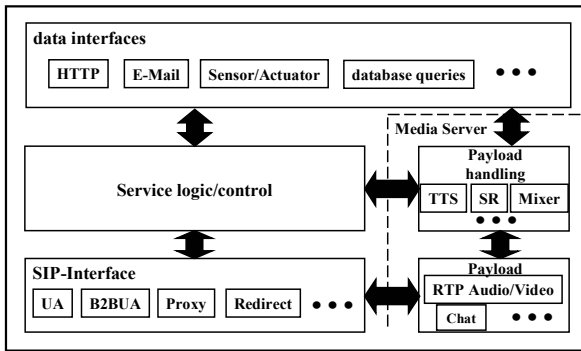 data interfaces
HTTP
E-Mail
Sensor/Actuator
database queries
Media Server
Service logic/control
Payload
handling
TTS
SR
Mixer
SIP-Interface
UA
B2BUA
Proxy
Redirect
Payload
RTP Audio/Video
Chat